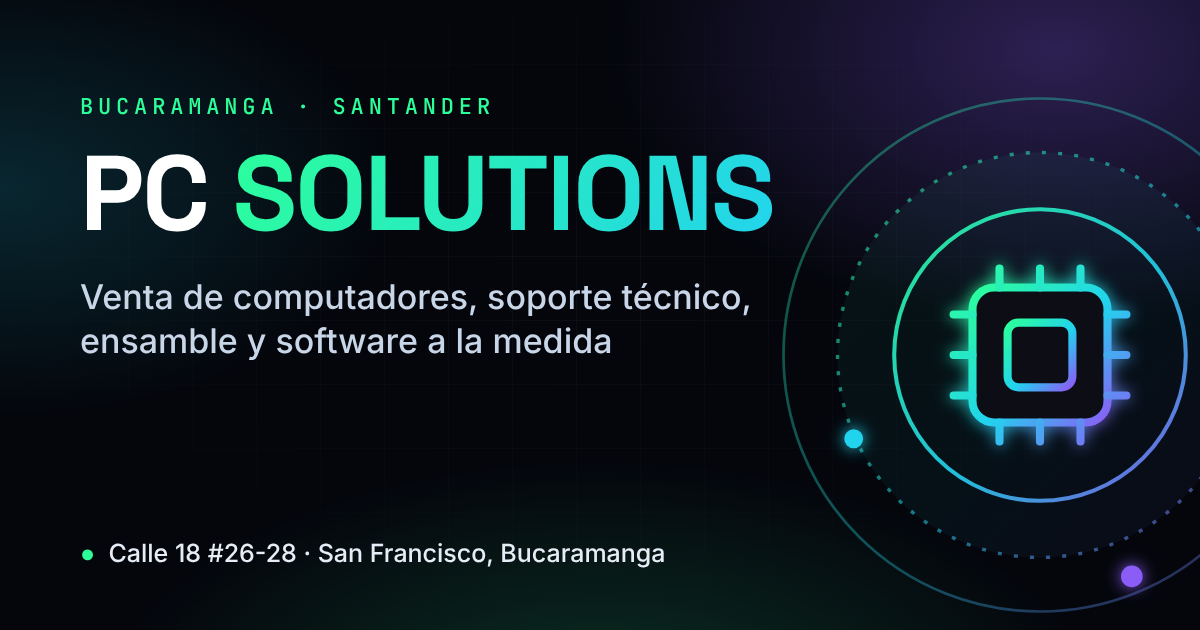 BUCARAMANGA · SANTANDER
PC SOLUTIONS
Venta de computadores, soporte técnico,
ensamble y software a la medida
Calle 18 #26-28 · San Francisco, Bucaramanga